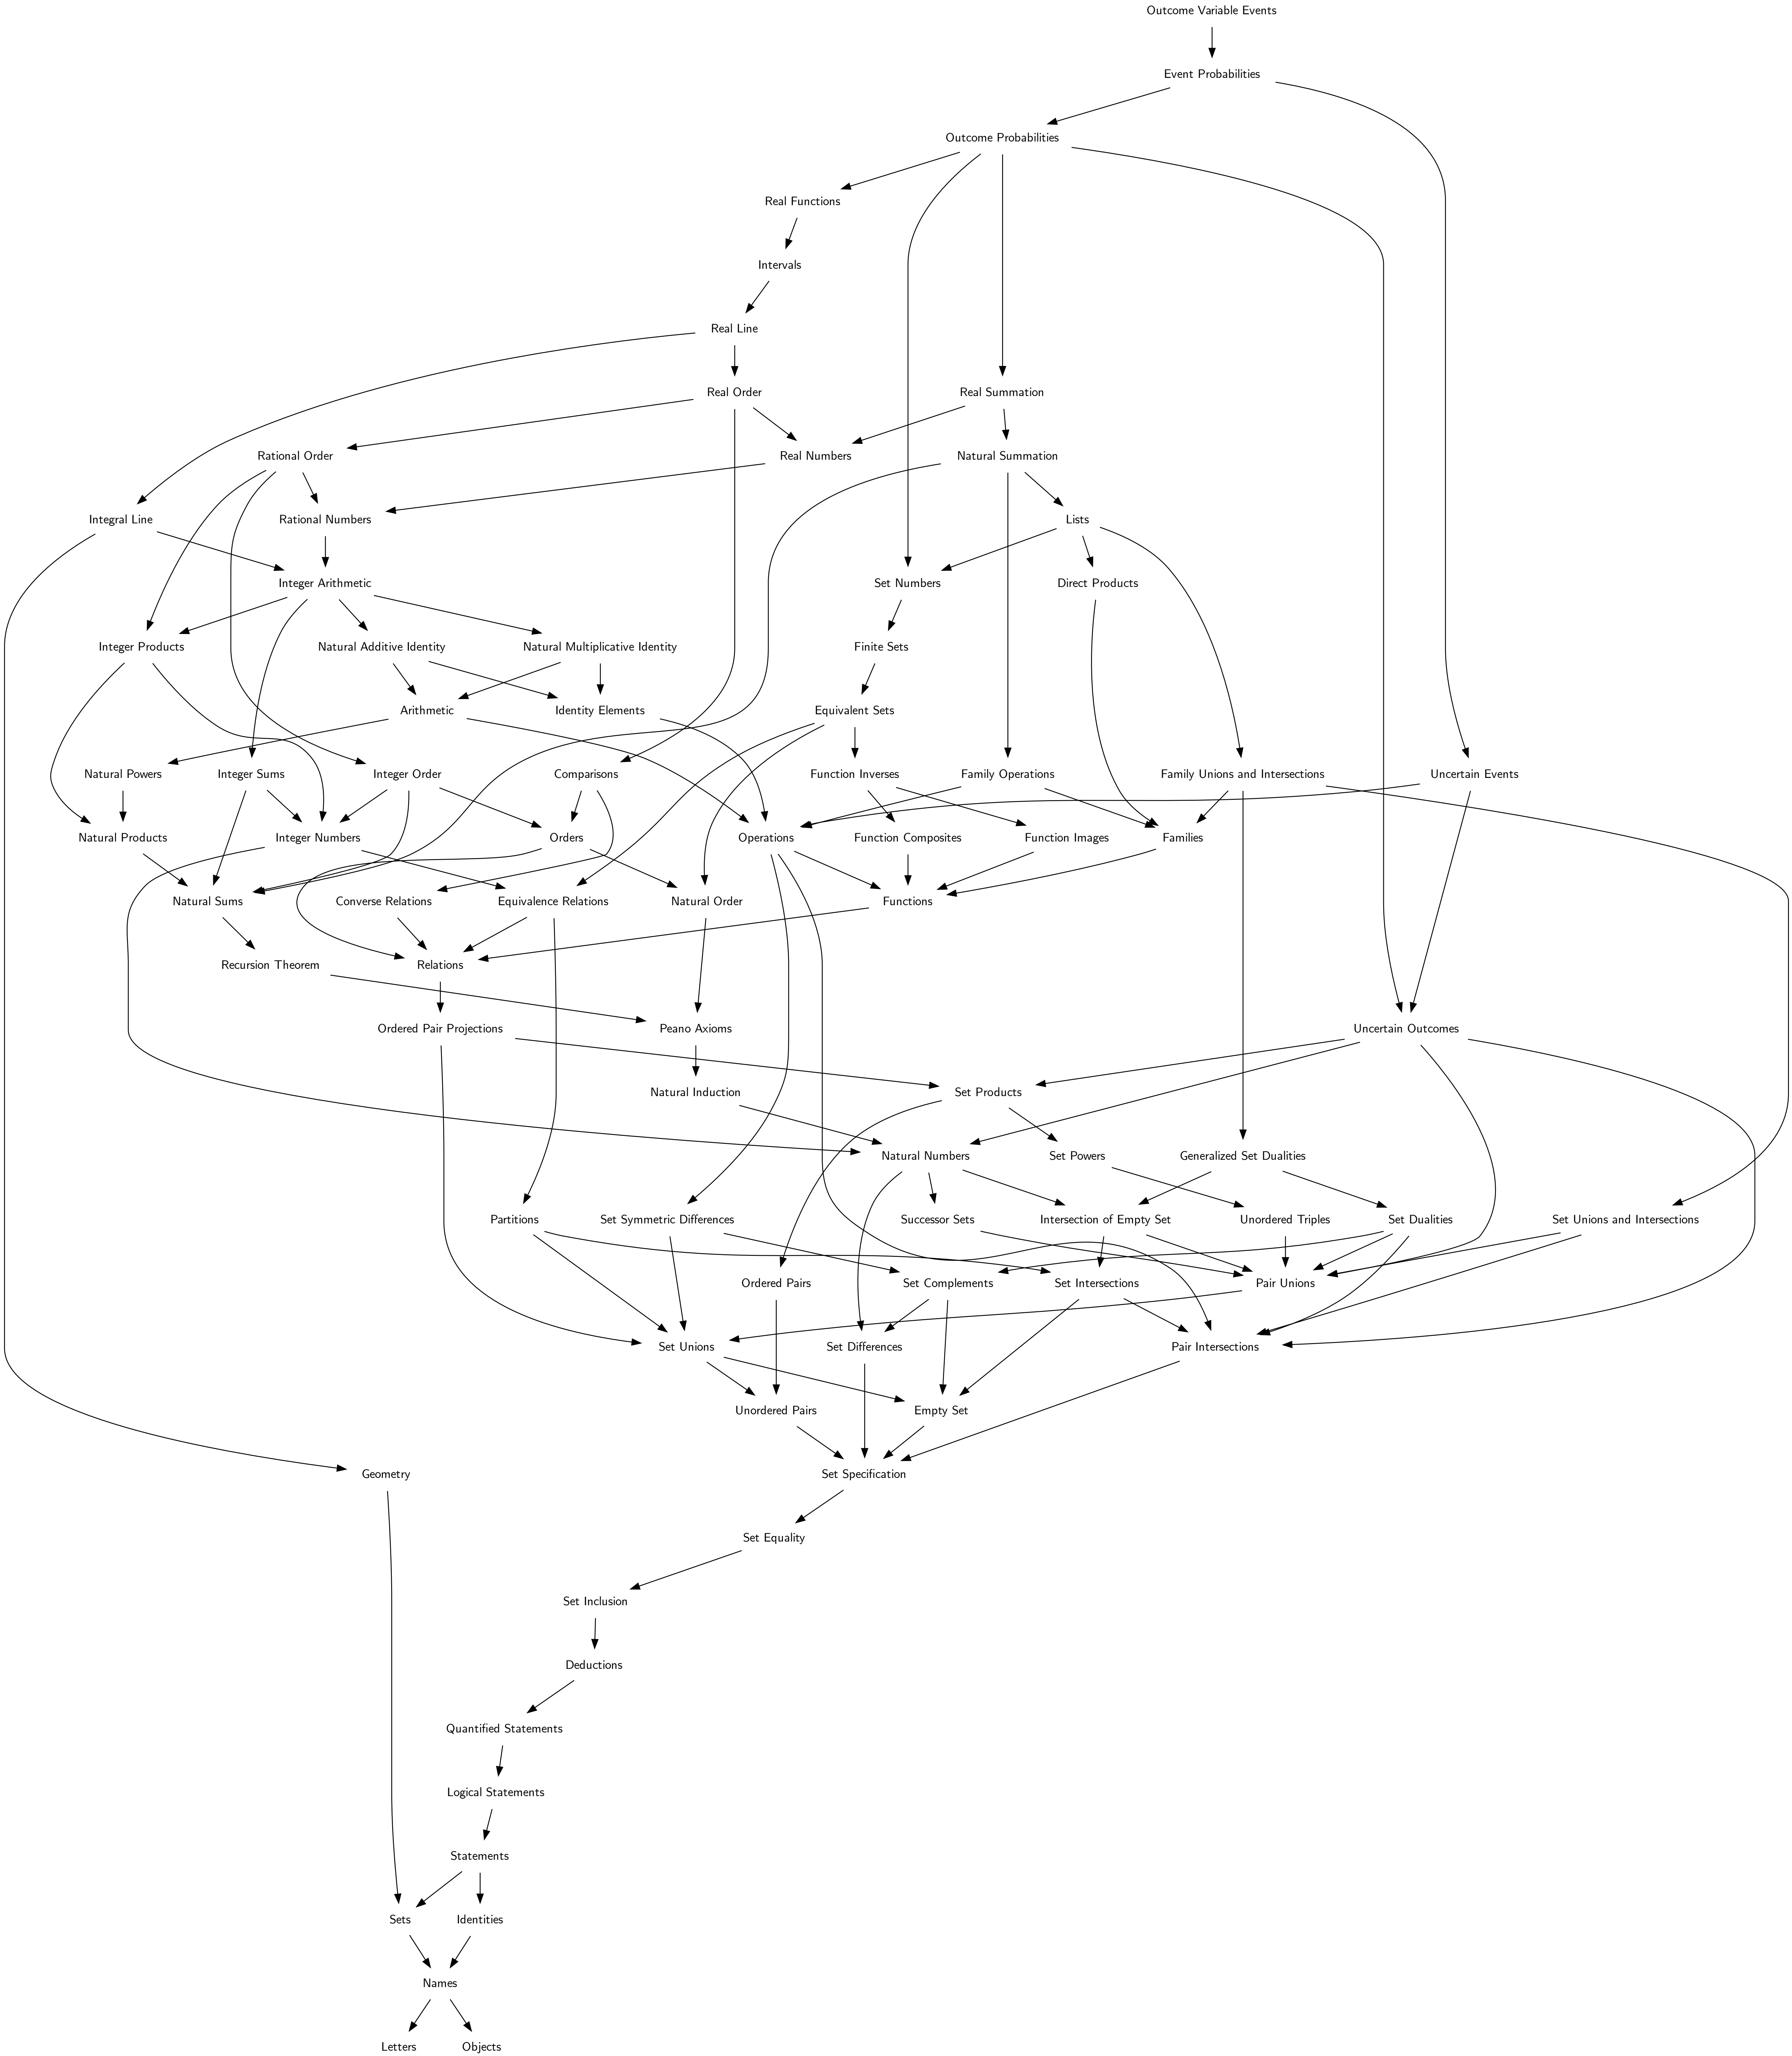 Outcome Variable Events
Event Probabilities
Outcome Probabilities
Real Functions
Intervals
Real Line
Real Order
Real Summation
Rational Order
Real Numbers
Natural Summation
Integral Line
Rational Numbers
Lists
Integer Arithmetic
Set Numbers
Direct Products
Integer Products
Natural Additive Identity
Natural Multiplicative Identity
Finite Sets
Arithmetic
Identity Elements
Equivalent Sets
Natural Powers
Integer Sums
Integer Order
Comparisons
Function Inverses
Family Operations
Family Unions and Intersections
Uncertain Events
Natural Products
Integer Numbers
Orders
Operations
Function Composites
Function Images
Families
Natural Sums
Converse Relations
Equivalence Relations
Natural Order
Functions
Recursion Theorem
Relations
Ordered Pair Projections
Peano Axioms
Uncertain Outcomes
Natural Induction
Set Products
Natural Numbers
Set Powers
Generalized Set Dualities
Partitions
Set Symmetric Differences
Successor Sets
Intersection of Empty Set
Unordered Triples
Set Dualities
Set Unions and Intersections
Ordered Pairs
Set Complements
Set Intersections
Pair Unions
Set Unions
Set Differences
Pair Intersections
Unordered Pairs
Empty Set
Geometry
Set Specification
Set Equality
Set Inclusion
Deductions
Quantified Statements
Logical Statements
Statements
Sets
Identities
Names
Letters
Objects